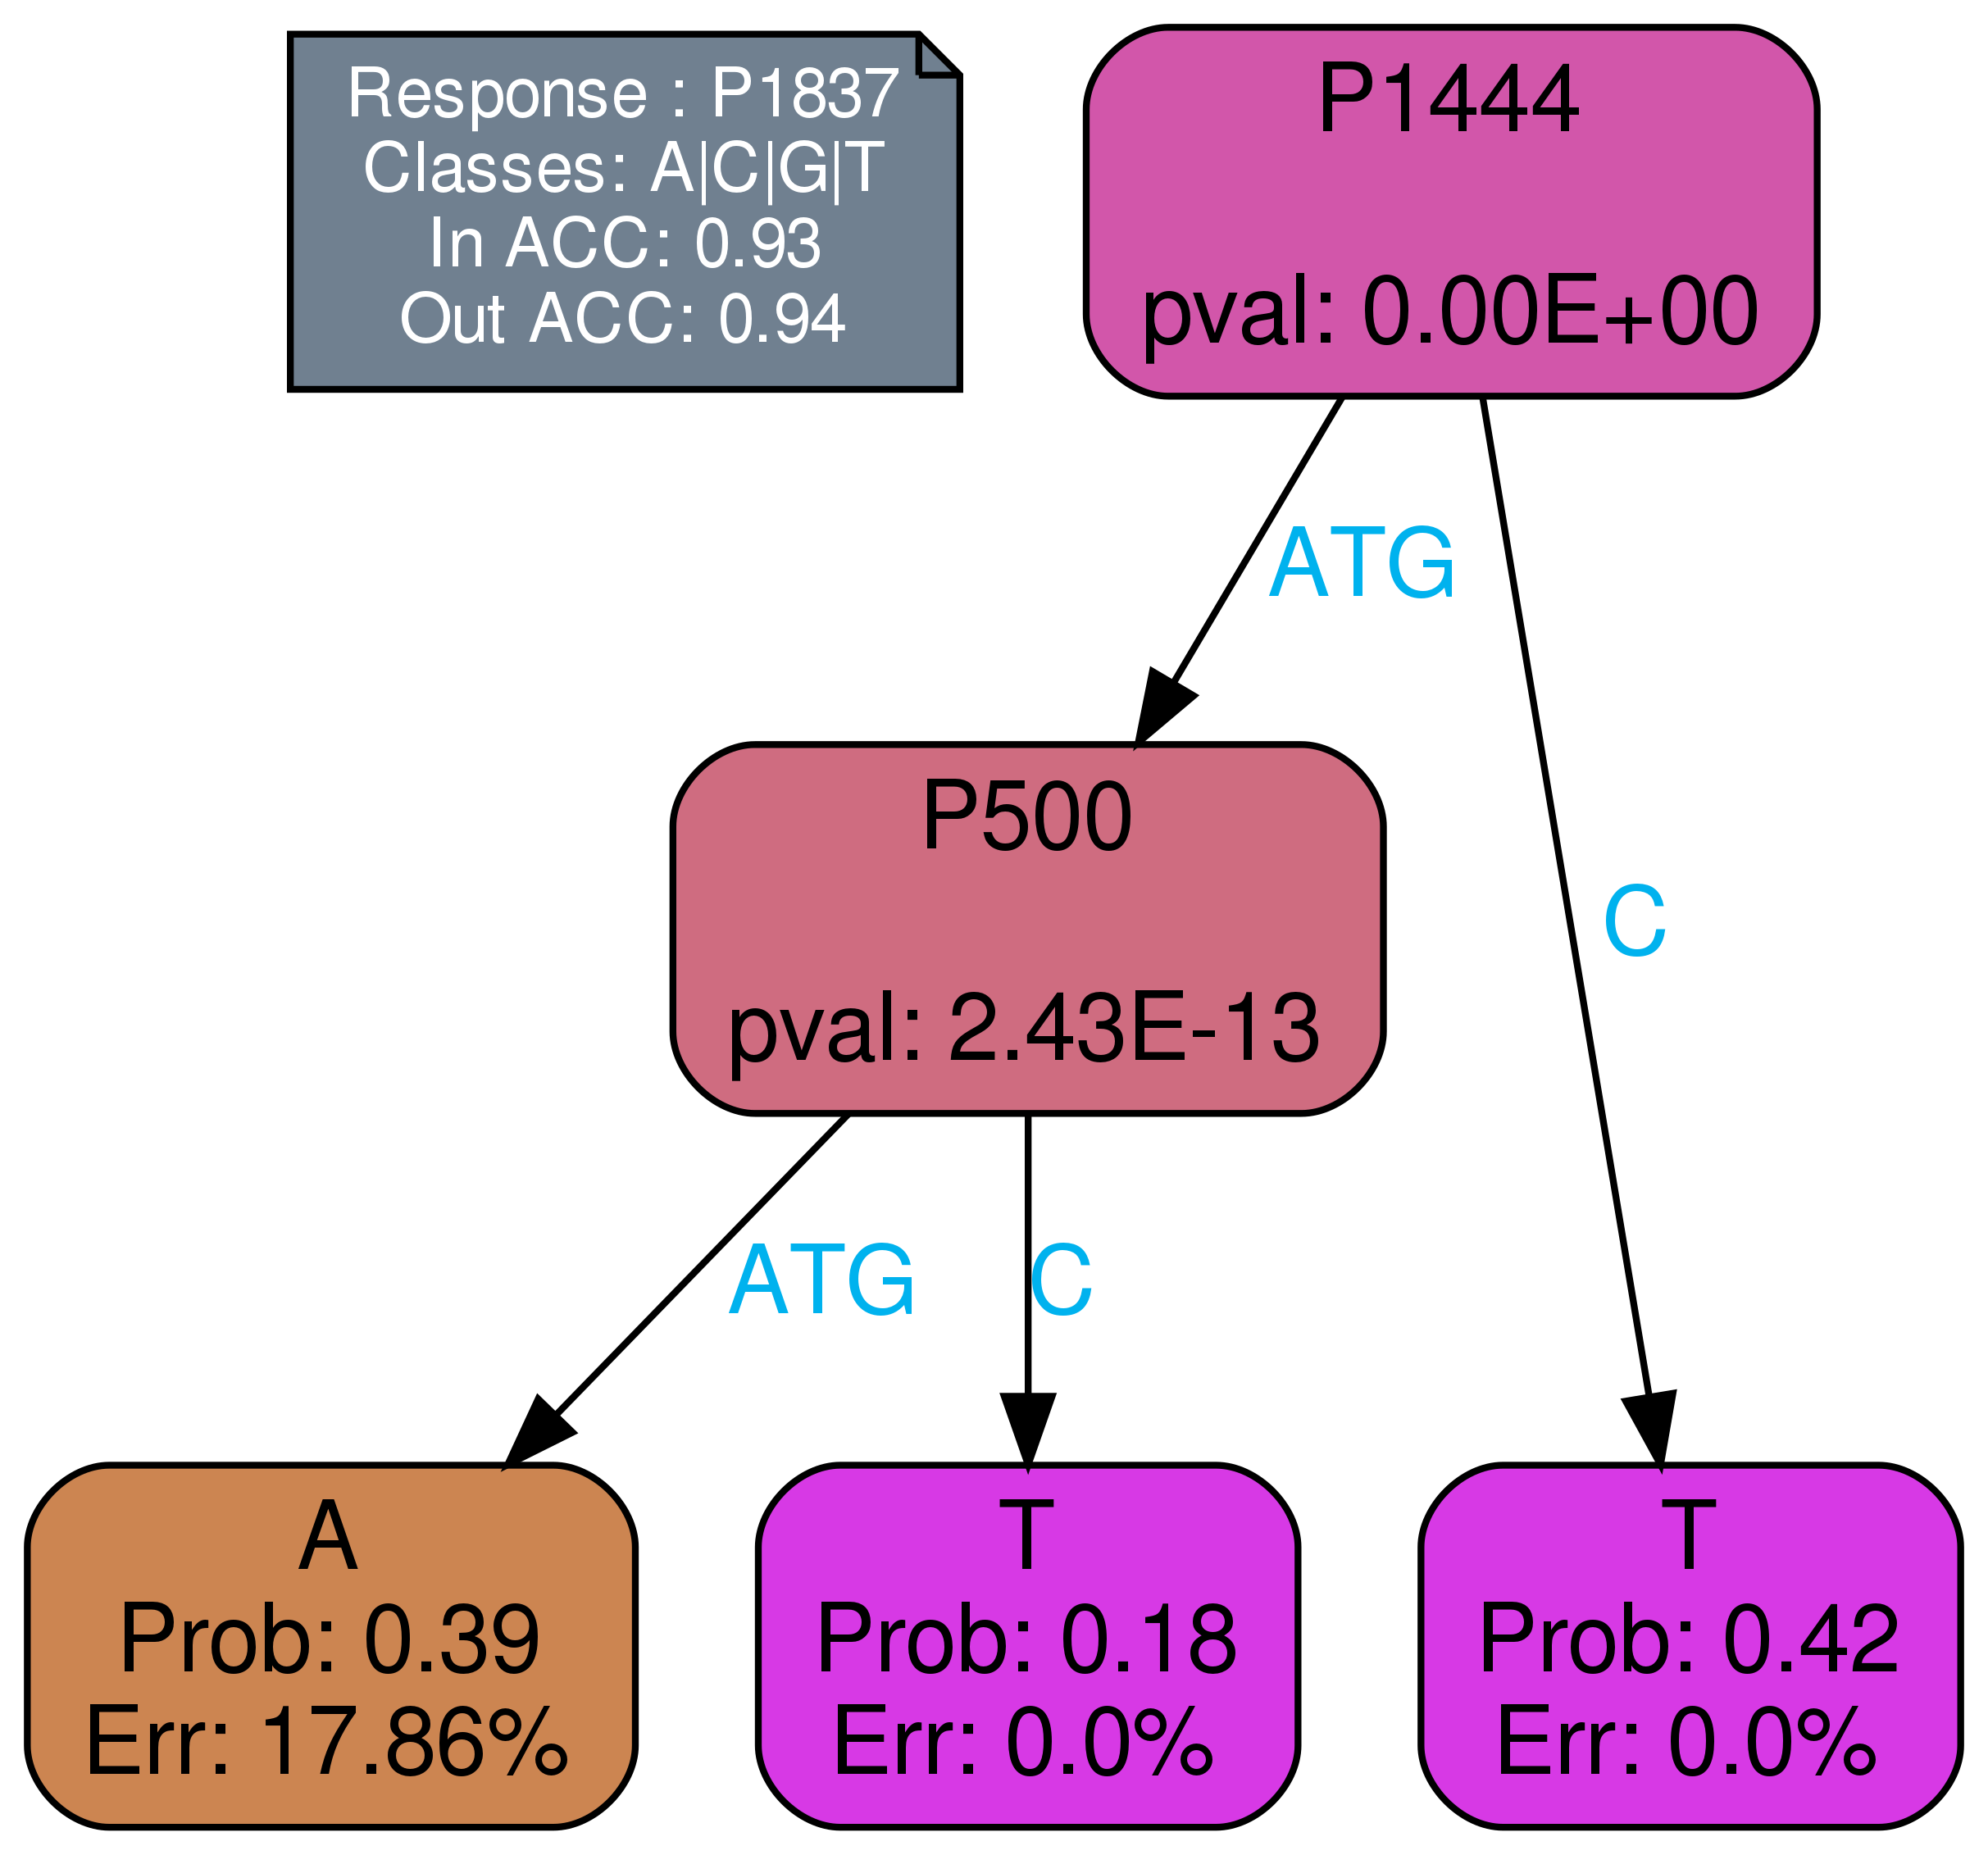 Response : P1837
Classes: A|C|G|T
In ACC: 0.93
Out ACC: 0.94
P1444
pval: 0.00E+00
ATG
C
P500
pval: 2.43E-13
ATG
C
A
Prob: 0.39
Err: 17.86%
T
Prob: 0.18
Err: 0.0%
T
Prob: 0.42
Err: 0.0%